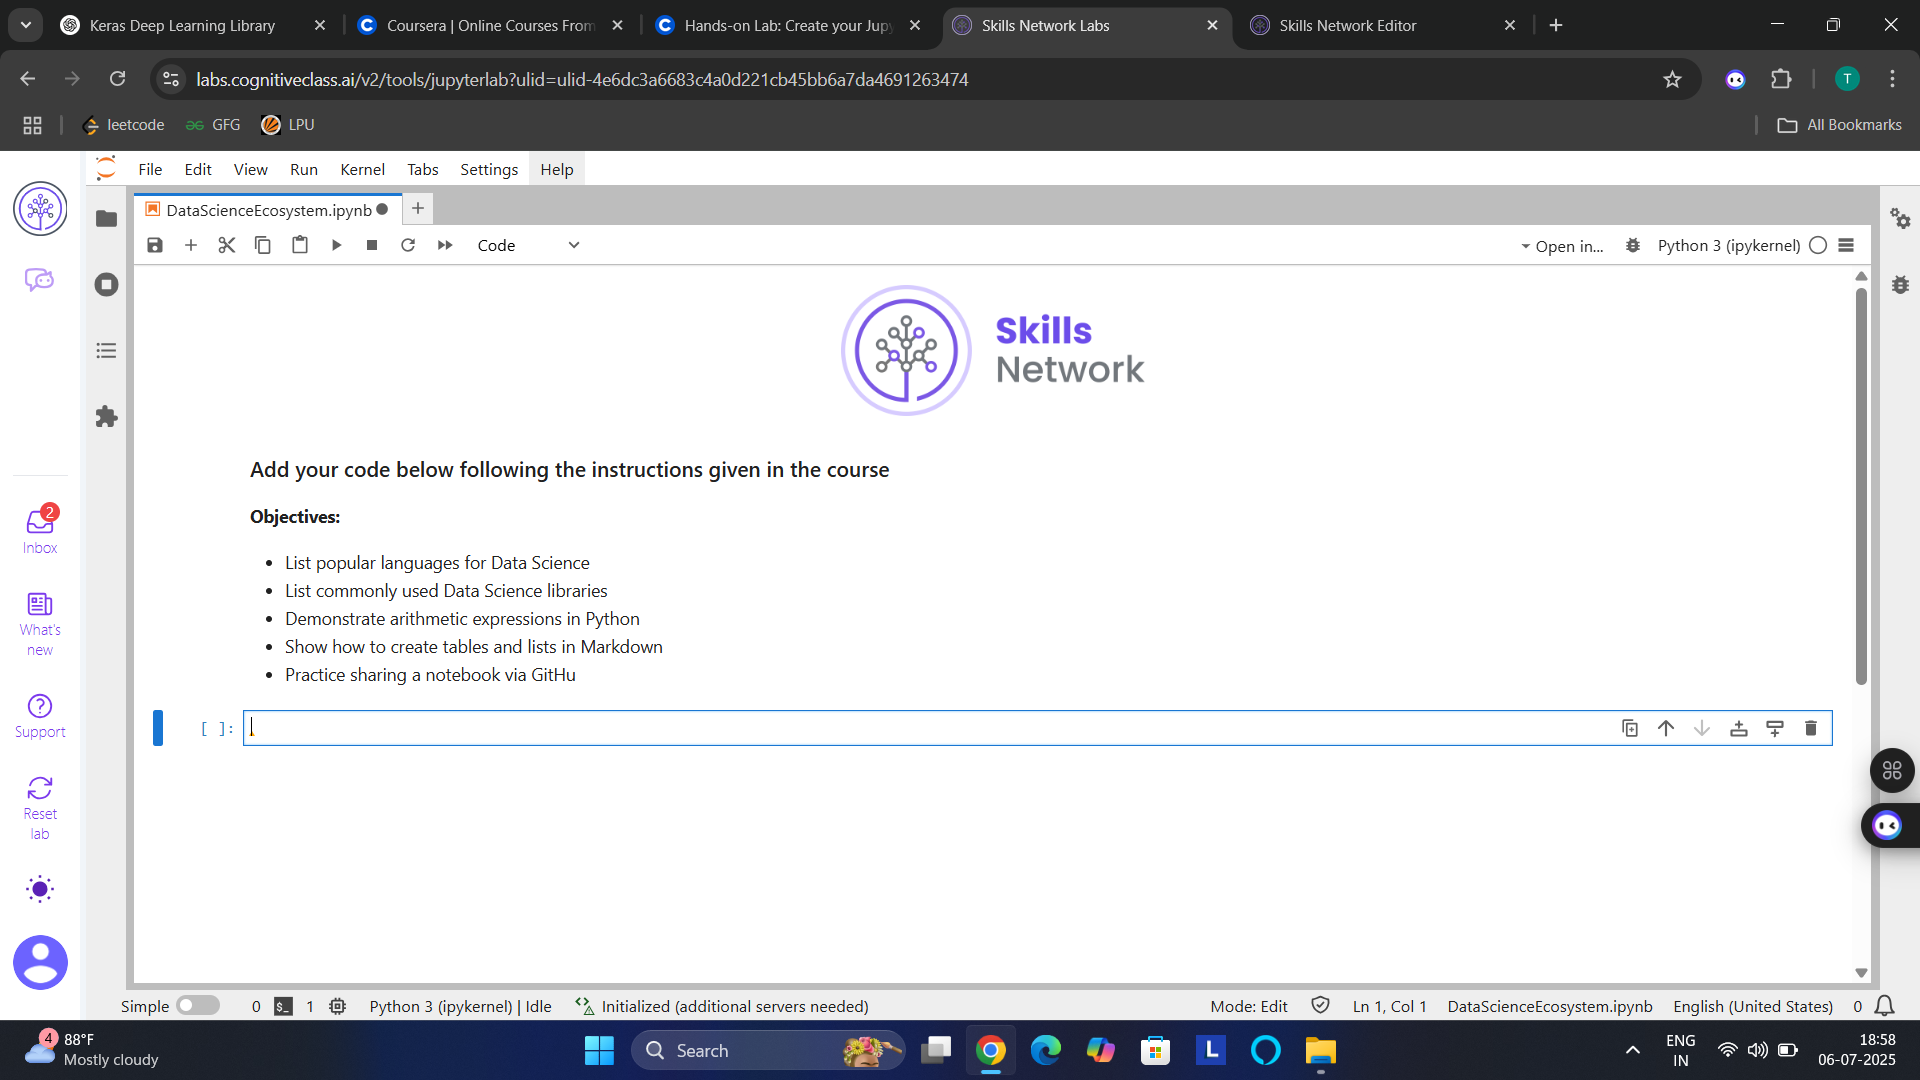 Keras Deep Learning Library
Coursera | Online Courses From
Hands-on Lab: Create your Jupy
Skills Network Labs
Skills Network Editor
labs.cognitiveclass.ai/v2/tools/jupyterlab?ulid=ulid-4e6dc3a6683c4a0d221cb45bb6a7da4691263474
T
leetcode
GFG
LPU
All Bookmarks
File Edit View Run Kernel Tabs Settings Help
DataScienceEcosystem.ipynb
Code
Open in...
Python 3 (ipykernel)
Skills
Network
Add your code below following the instructions given in the course
Objectives:
• List popular languages for Data Science
• List commonly used Data Science libraries
• Demonstrate arithmetic expressions in Python
• Show how to create tables and lists in Markdown
• Practice sharing a notebook via GitHu
[ ]:
2
Inbox
What's
new
Support
Reset
lab
Simple
0
$_
1
Python 3 (ipykernel) | Idle
Initialized (additional servers needed)
Mode: Edit
Ln 1, Col 1
DataScienceEcosystem.ipynb
English (United States)
0
4
88°F
Mostly cloudy
Search
L
ENG
IN
18:58
06-07-2025